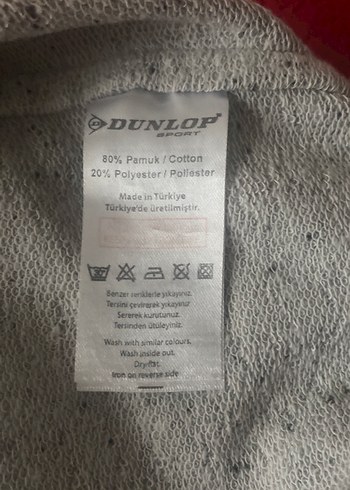 DUNLOP
SPORT
80% Pamuk / Cotton
20% Polyester / Poliester
Made in Türkiye
Türkiye'de üretilmiştir.
Benzer renklerle yıkayınız.
Tersini çevirerek yıkayınız
Sererek kurutunuz.
Tersinden ütüleyiniz.
Wash with similar colours.
Wash inside out.
Dry flat.
Iron on reverse side